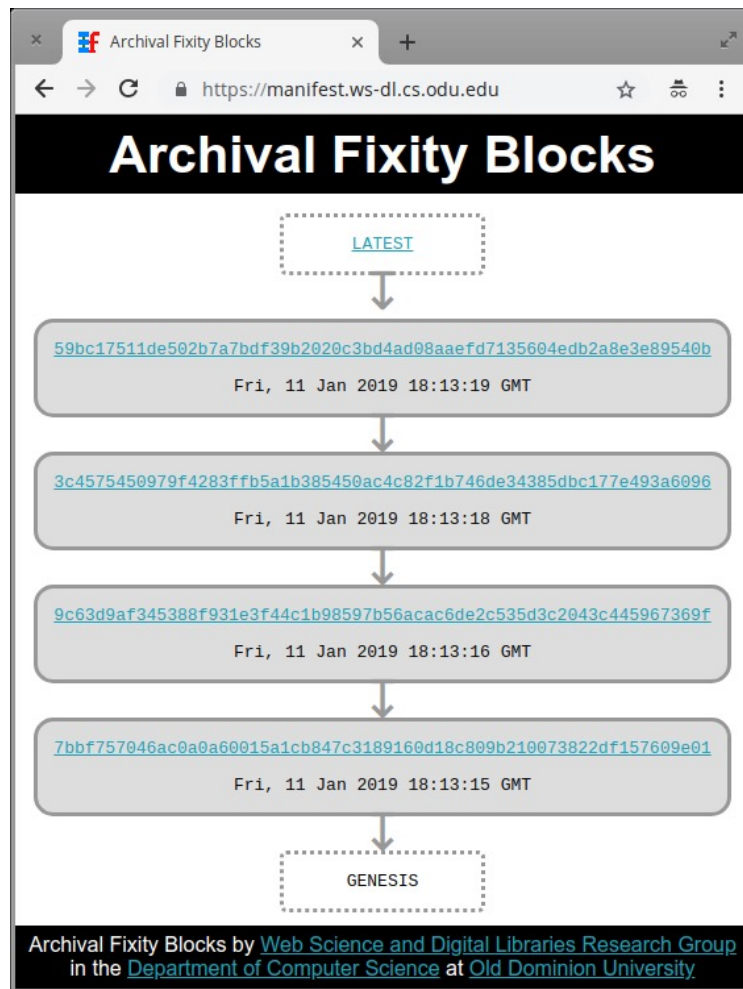 Archival Fixity Blocks
https://manifest.ws-dl.cs.odu.edu
Archival Fixity Blocks
LATEST
59bc17511de502b7a7bdf39b2020c3bd4ad08aaefd7135604edb2a8e3e89540b
Fri, 11 Jan 2019 18:13:19 GMT
3c4575450979f4283ffb5a1b385450ac4c82f1b746de34385dbc177e493a6096
Fri, 11 Jan 2019 18:13:18 GMT
9c63d9af345388f931e3f44c1b98597b56acac6de2c535d3c2043c445967369f
Fri, 11 Jan 2019 18:13:16 GMT
7bbf757046ac0a0a60015a1cb847c3189160d18c809b210073822df157609e01
Fri, 11 Jan 2019 18:13:15 GMT
GENESIS
Archival Fixity Blocks by Web Science and Digital Libraries Research Group
in the Department of Computer Science at Old Dominion University